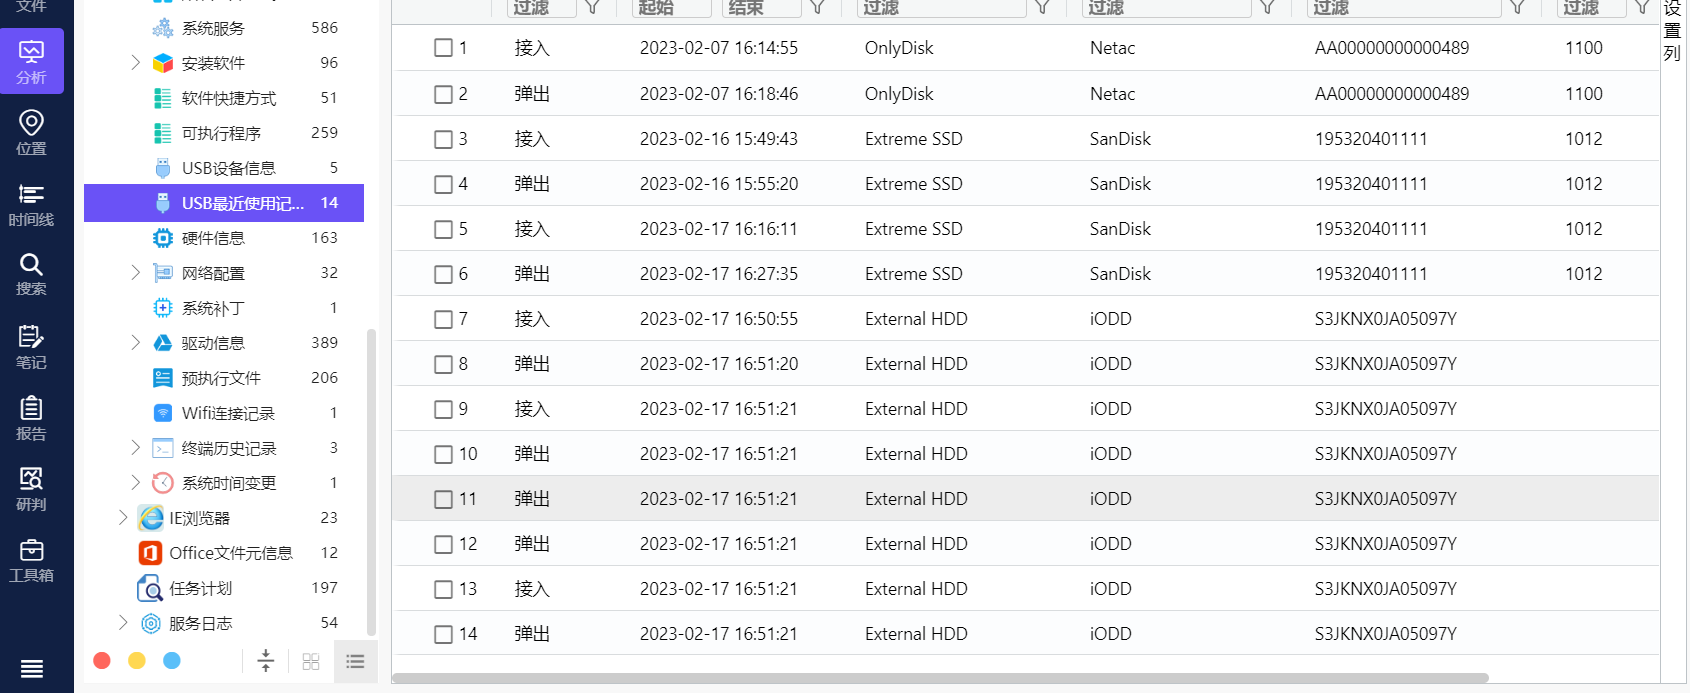 文件
分析
位置
时间线
搜索
笔记
报告
研判
工具箱
系统服务 586
安装软件 96
软件快捷方式 51
可执行程序 259
USB设备信息 5
USB最近使用记... 14
硬件信息 163
网络配置 32
系统补丁 1
驱动信息 389
预执行文件 206
Wifi连接记录 1
终端历史记录 3
系统时间变更 1
IE浏览器 23
Office文件元信息 12
任务计划 197
服务日志 54
过滤 起始 结束 过滤 过滤 过滤 过滤
1 接入 2023-02-07 16:14:55 OnlyDisk Netac AA00000000000489 1100
2 弹出 2023-02-07 16:18:46 OnlyDisk Netac AA00000000000489 1100
3 接入 2023-02-16 15:49:43 Extreme SSD SanDisk 195320401111 1012
4 弹出 2023-02-16 15:55:20 Extreme SSD SanDisk 195320401111 1012
5 接入 2023-02-17 16:16:11 Extreme SSD SanDisk 195320401111 1012
6 弹出 2023-02-17 16:27:35 Extreme SSD SanDisk 195320401111 1012
7 接入 2023-02-17 16:50:55 External HDD iODD S3JKNX0JA05097Y
8 弹出 2023-02-17 16:51:20 External HDD iODD S3JKNX0JA05097Y
9 接入 2023-02-17 16:51:21 External HDD iODD S3JKNX0JA05097Y
10 弹出 2023-02-17 16:51:21 External HDD iODD S3JKNX0JA05097Y
11 弹出 2023-02-17 16:51:21 External HDD iODD S3JKNX0JA05097Y
12 弹出 2023-02-17 16:51:21 External HDD iODD S3JKNX0JA05097Y
13 接入 2023-02-17 16:51:21 External HDD iODD S3JKNX0JA05097Y
14 弹出 2023-02-17 16:51:21 External HDD iODD S3JKNX0JA05097Y
设置列